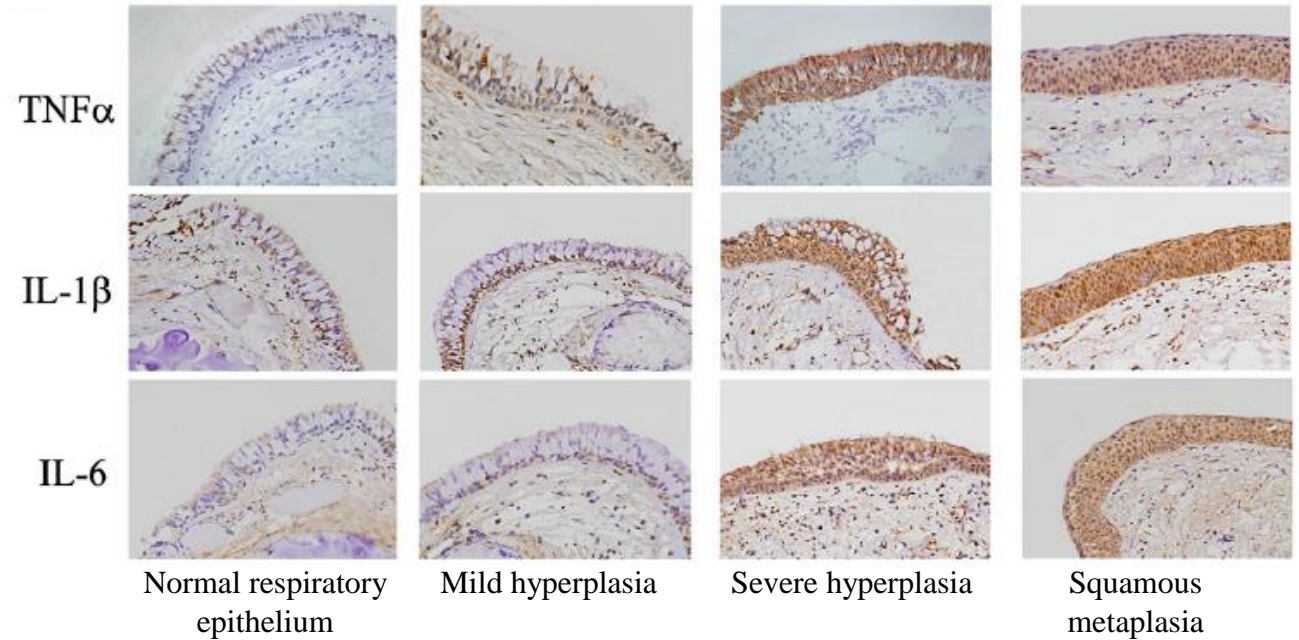 TNFα
IL-1β
IL-6
Normal respiratory
epithelium
Mild hyperplasia
Severe hyperplasia
Squamous
metaplasia